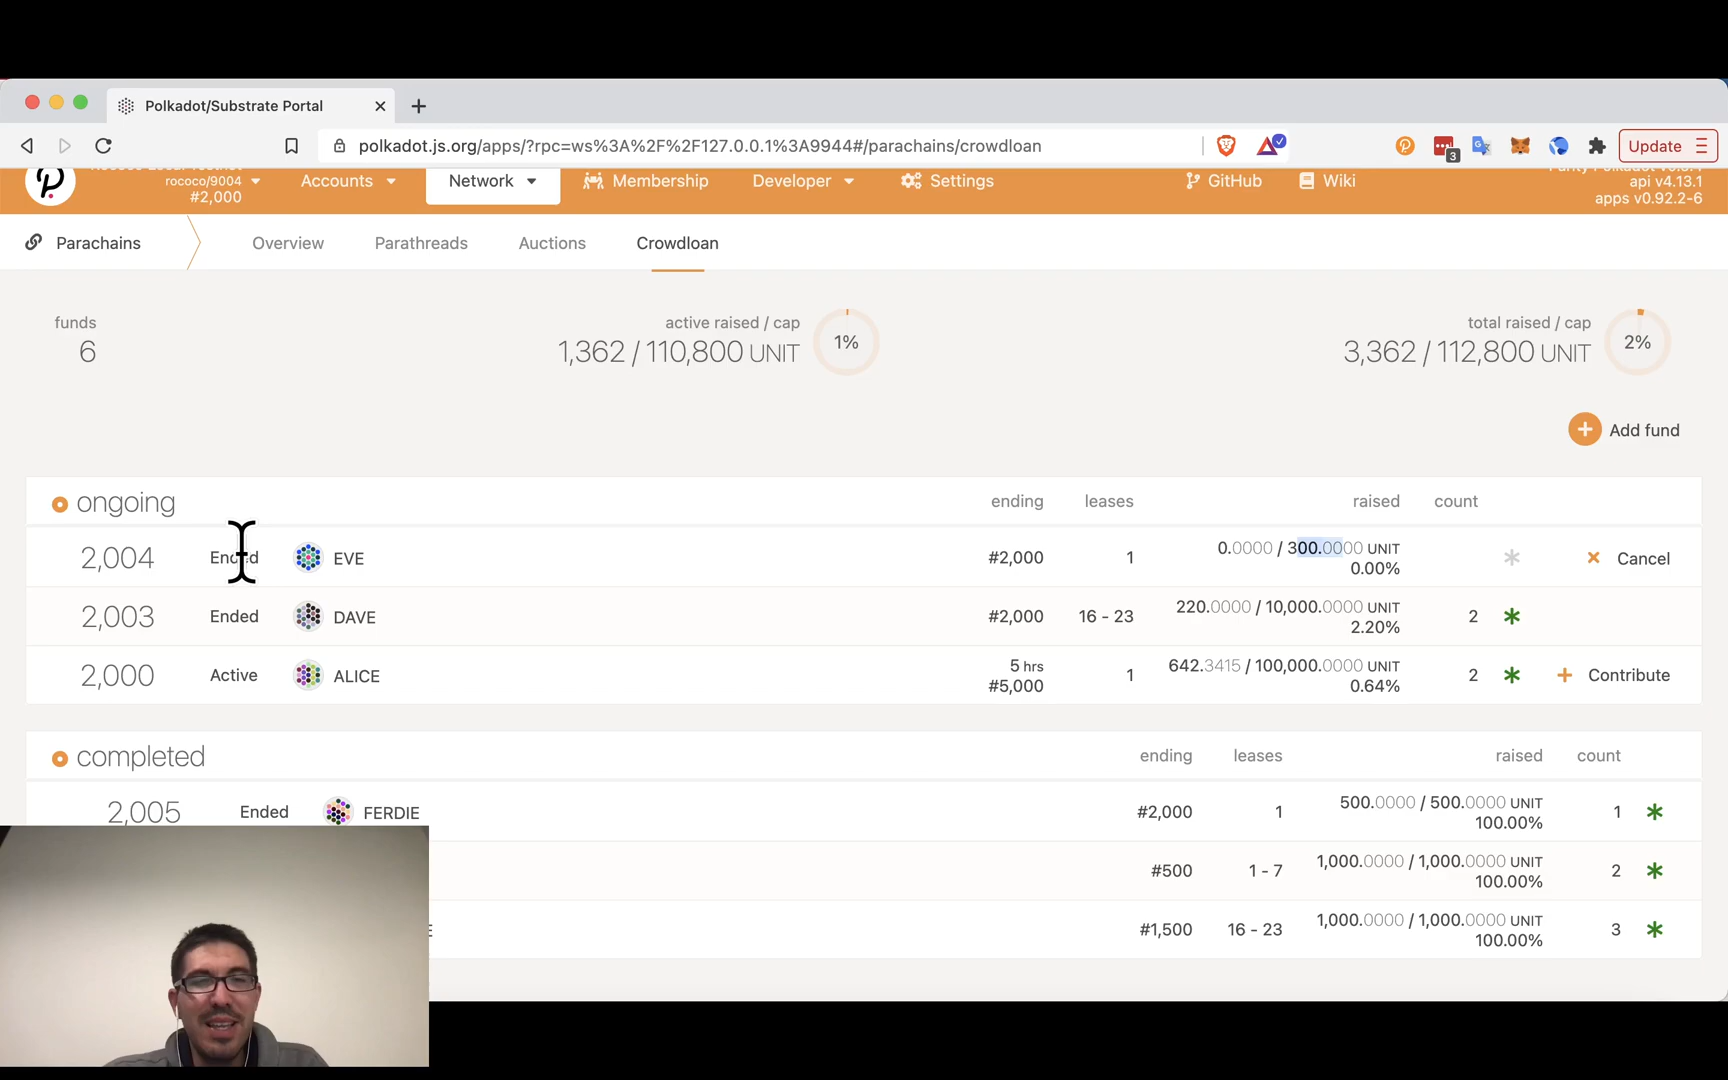 Polkadot/Substrate Portal
polkadot.js.org/apps/?rpc=ws%3A%2F%2F127.0.0.1%3A9944#/parachains/crowdloan
3
Update
rococo/9004
#2,000
Accounts
Network
Membership
Developer
Settings
GitHub
Wiki
api v4.13.1
apps v0.92.2-6
Parachains
Overview
Parathreads
Auctions
Crowdloan
funds
6
active raised / cap
1,362 / 110,800 UNIT
1%
total raised / cap
3,362 / 112,800 UNIT
2%
Add fund
ongoing ending leases raised count
2,004 Ended EVE #2,000 1 0.0000 / 300.0000 UNIT Cancel
0.00%
2,003 Ended DAVE #2,000 16 - 23 220.0000 / 10,000.0000 UNIT 2
2.20%
2,000 Active ALICE 5 hrs 1 642.3415 / 100,000.0000 UNIT 2 Contribute
#5,000 0.64%
completed ending leases raised count
2,005 Ended FERDIE #2,000 1 500.0000 / 500.0000 UNIT 1
100.00%
#500 1 - 7 1,000.0000 / 1,000.0000 UNIT 2
100.00%
#1,500 16 - 23 1,000.0000 / 1,000.0000 UNIT 3
100.00%